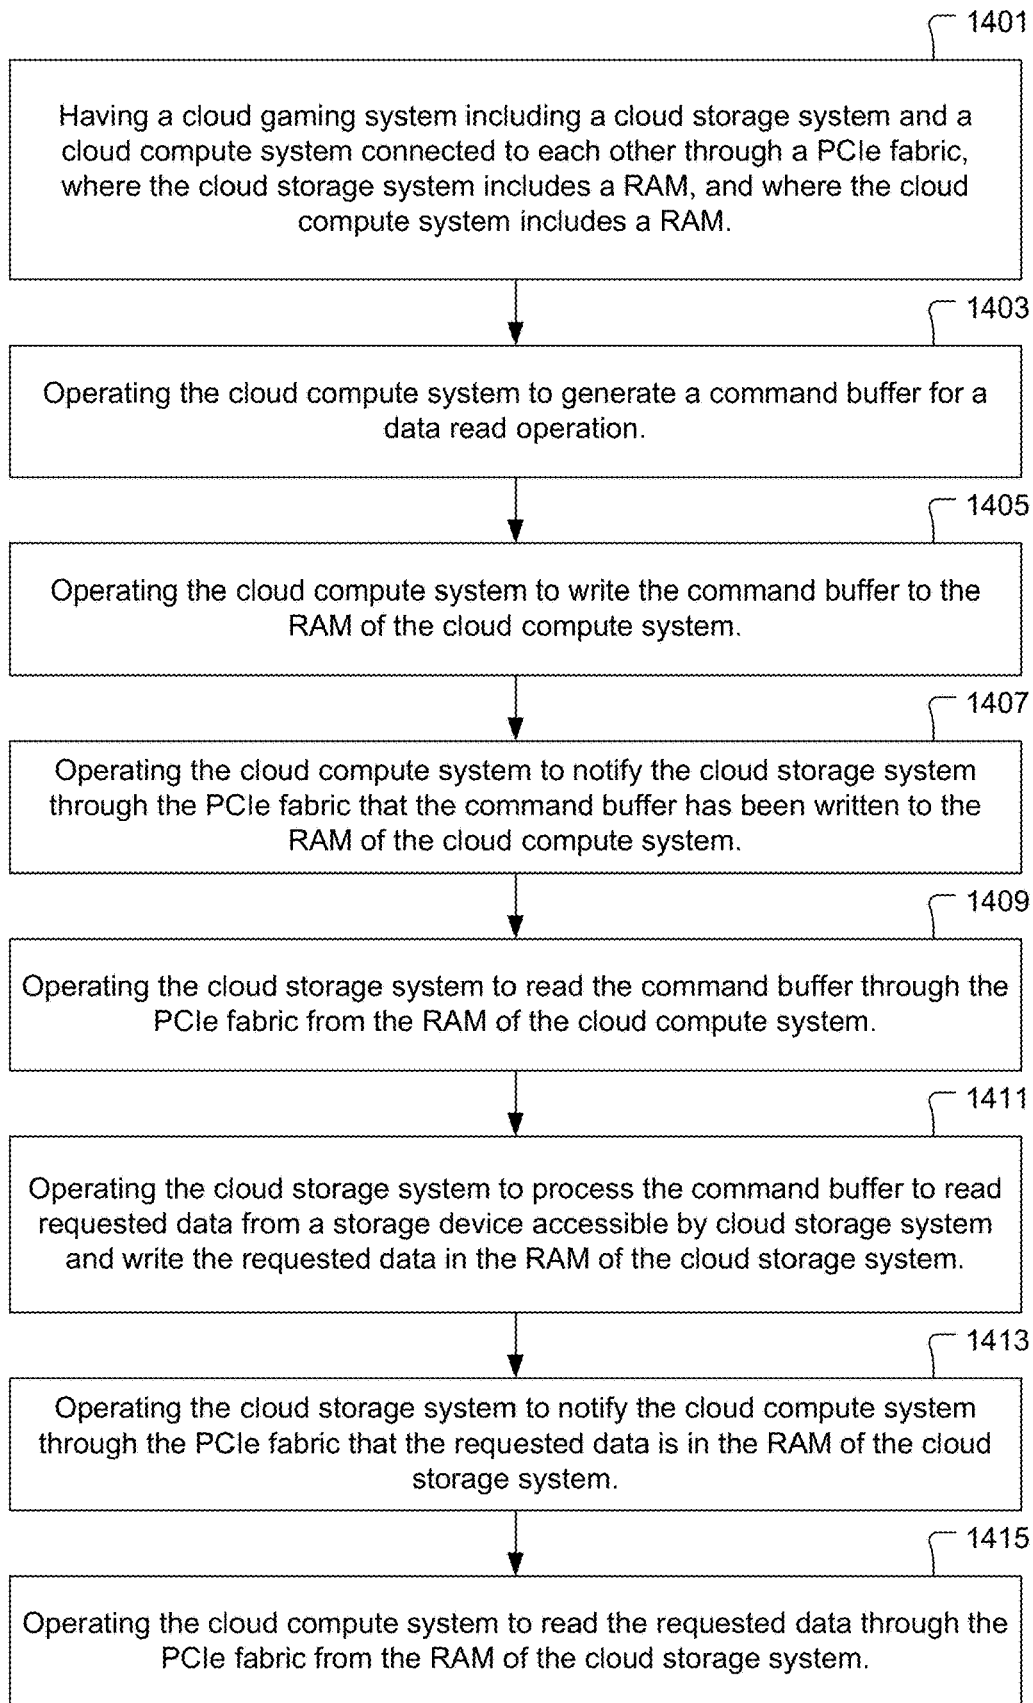 1401
Having a cloud gaming system including a cloud storage system and a
cloud compute system connected to each other through a PCIe fabric,
where the cloud storage system includes a RAM, and where the cloud
compute system includes a RAM.
1403
Operating the cloud compute system to generate a command buffer for a
data read operation.
1405
Operating the cloud compute system to write the command buffer to the
RAM of the cloud compute system.
1407
Operating the cloud compute system to notify the cloud storage system
through the PCIe fabric that the command buffer has been written to the
RAM of the cloud compute system.
1409
Operating the cloud storage system to read the command buffer through the
PCIe fabric from the RAM of the cloud compute system.
1411
Operating the cloud storage system to process the command buffer to read
requested data from a storage device accessible by cloud storage system
and write the requested data in the RAM of the cloud storage system.
1413
Operating the cloud storage system to notify the cloud compute system
through the PCIe fabric that the requested data is in the RAM of the cloud
storage system.
1415
Operating the cloud compute system to read the requested data through the
PCIe fabric from the RAM of the cloud storage system.